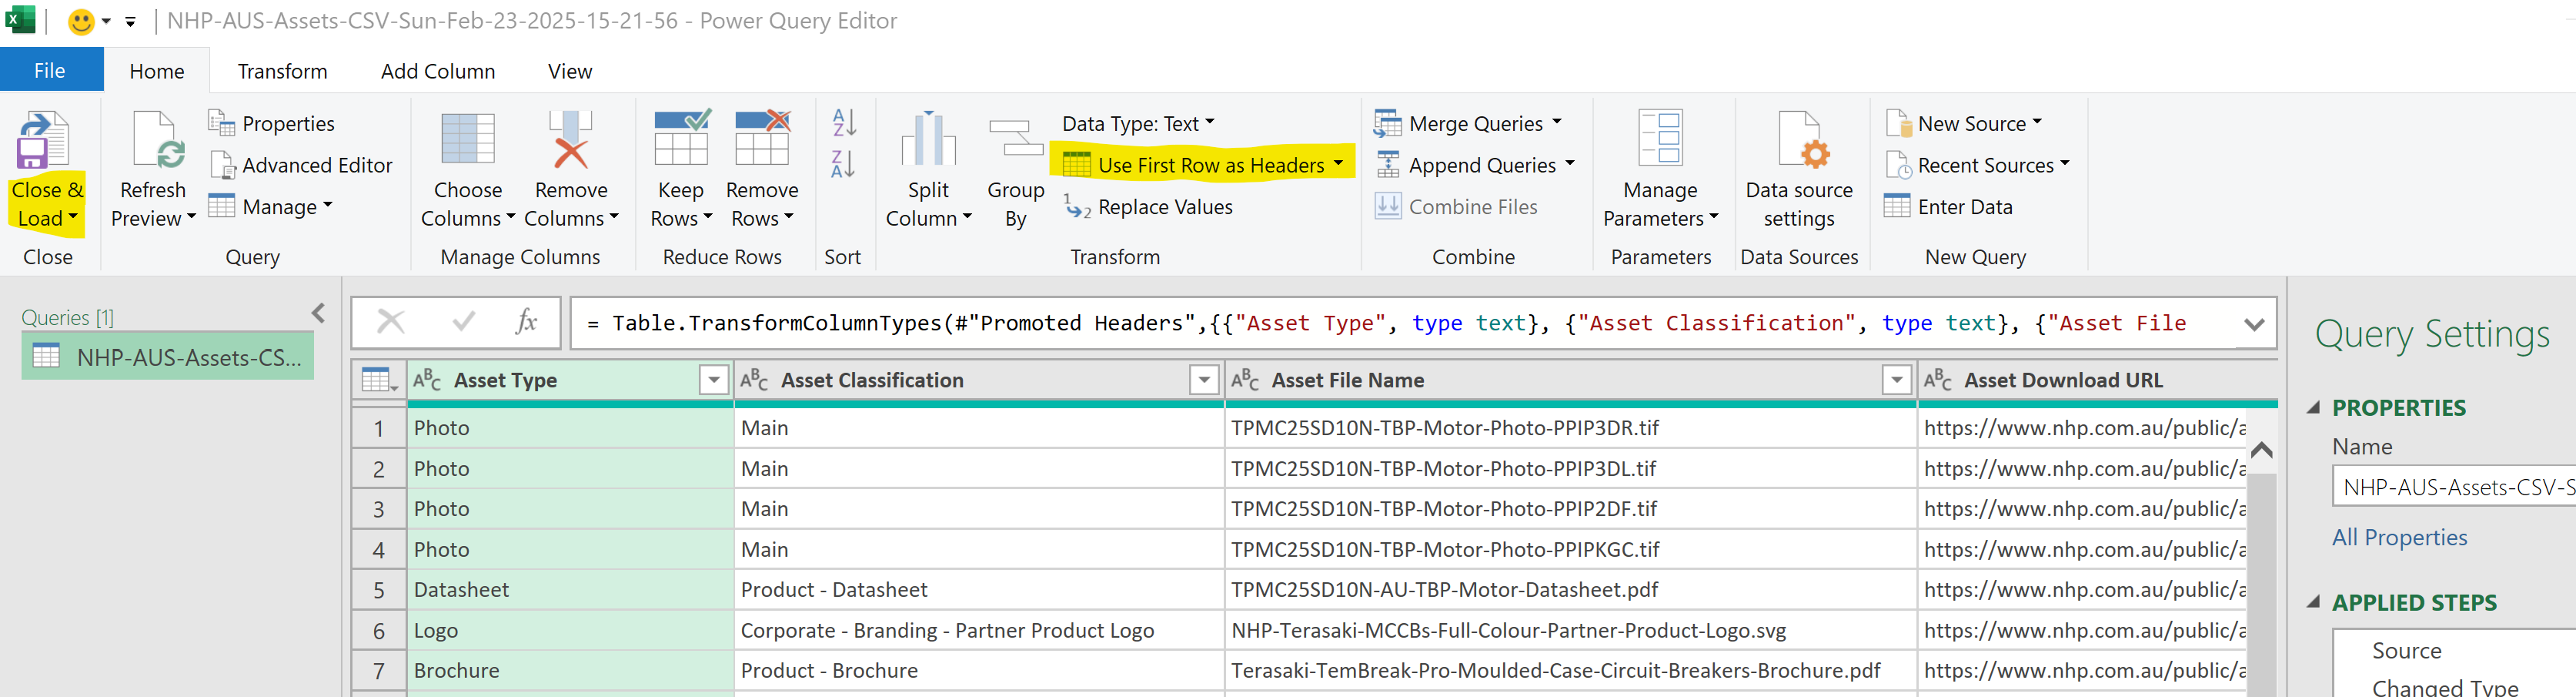 NHP-AUS-Assets-CSV-Sun-Feb-23-2025-15-21-56 - Power Query Editor
File Home Transform Add Column View
Close & Load
Refresh Preview
Properties
Advanced Editor
Manage
Choose Columns
Remove Columns
Keep Rows
Remove Rows
Split Column
Group By
Data Type: Text
Use First Row as Headers
Replace Values
Merge Queries
Append Queries
Combine Files
Manage Parameters
Data source settings
New Source
Recent Sources
Enter Data
Close Query Manage Columns Reduce Rows Sort Transform Combine Parameters Data Sources New Query
Queries [1]
NHP-AUS-Assets-CS...
fx = Table.TransformColumnTypes(#"Promoted Headers",{{"Asset Type", type text}, {"Asset Classification", type text}, {"Asset File
Asset Type Asset Classification Asset File Name Asset Download URL
1 Photo Main TPMC25SD10N-TBP-Motor-Photo-PPIP3DR.tif https://www.nhp.com.au/public/a
2 Photo Main TPMC25SD10N-TBP-Motor-Photo-PPIP3DL.tif https://www.nhp.com.au/public/a
3 Photo Main TPMC25SD10N-TBP-Motor-Photo-PPIP2DF.tif https://www.nhp.com.au/public/a
4 Photo Main TPMC25SD10N-TBP-Motor-Photo-PPIPKGC.tif https://www.nhp.com.au/public/a
5 Datasheet Product - Datasheet TPMC25SD10N-AU-TBP-Motor-Datasheet.pdf https://www.nhp.com.au/public/a
6 Logo Corporate - Branding - Partner Product Logo NHP-Terasaki-MCCBs-Full-Colour-Partner-Product-Logo.svg https://www.nhp.com.au/public/a
7 Brochure Product - Brochure Terasaki-TemBreak-Pro-Moulded-Case-Circuit-Breakers-Brochure.pdf https://www.nhp.com.au/public/a
Query Settings
PROPERTIES
Name
NHP-AUS-Assets-CSV-S
All Properties
APPLIED STEPS
Source
Changed Type